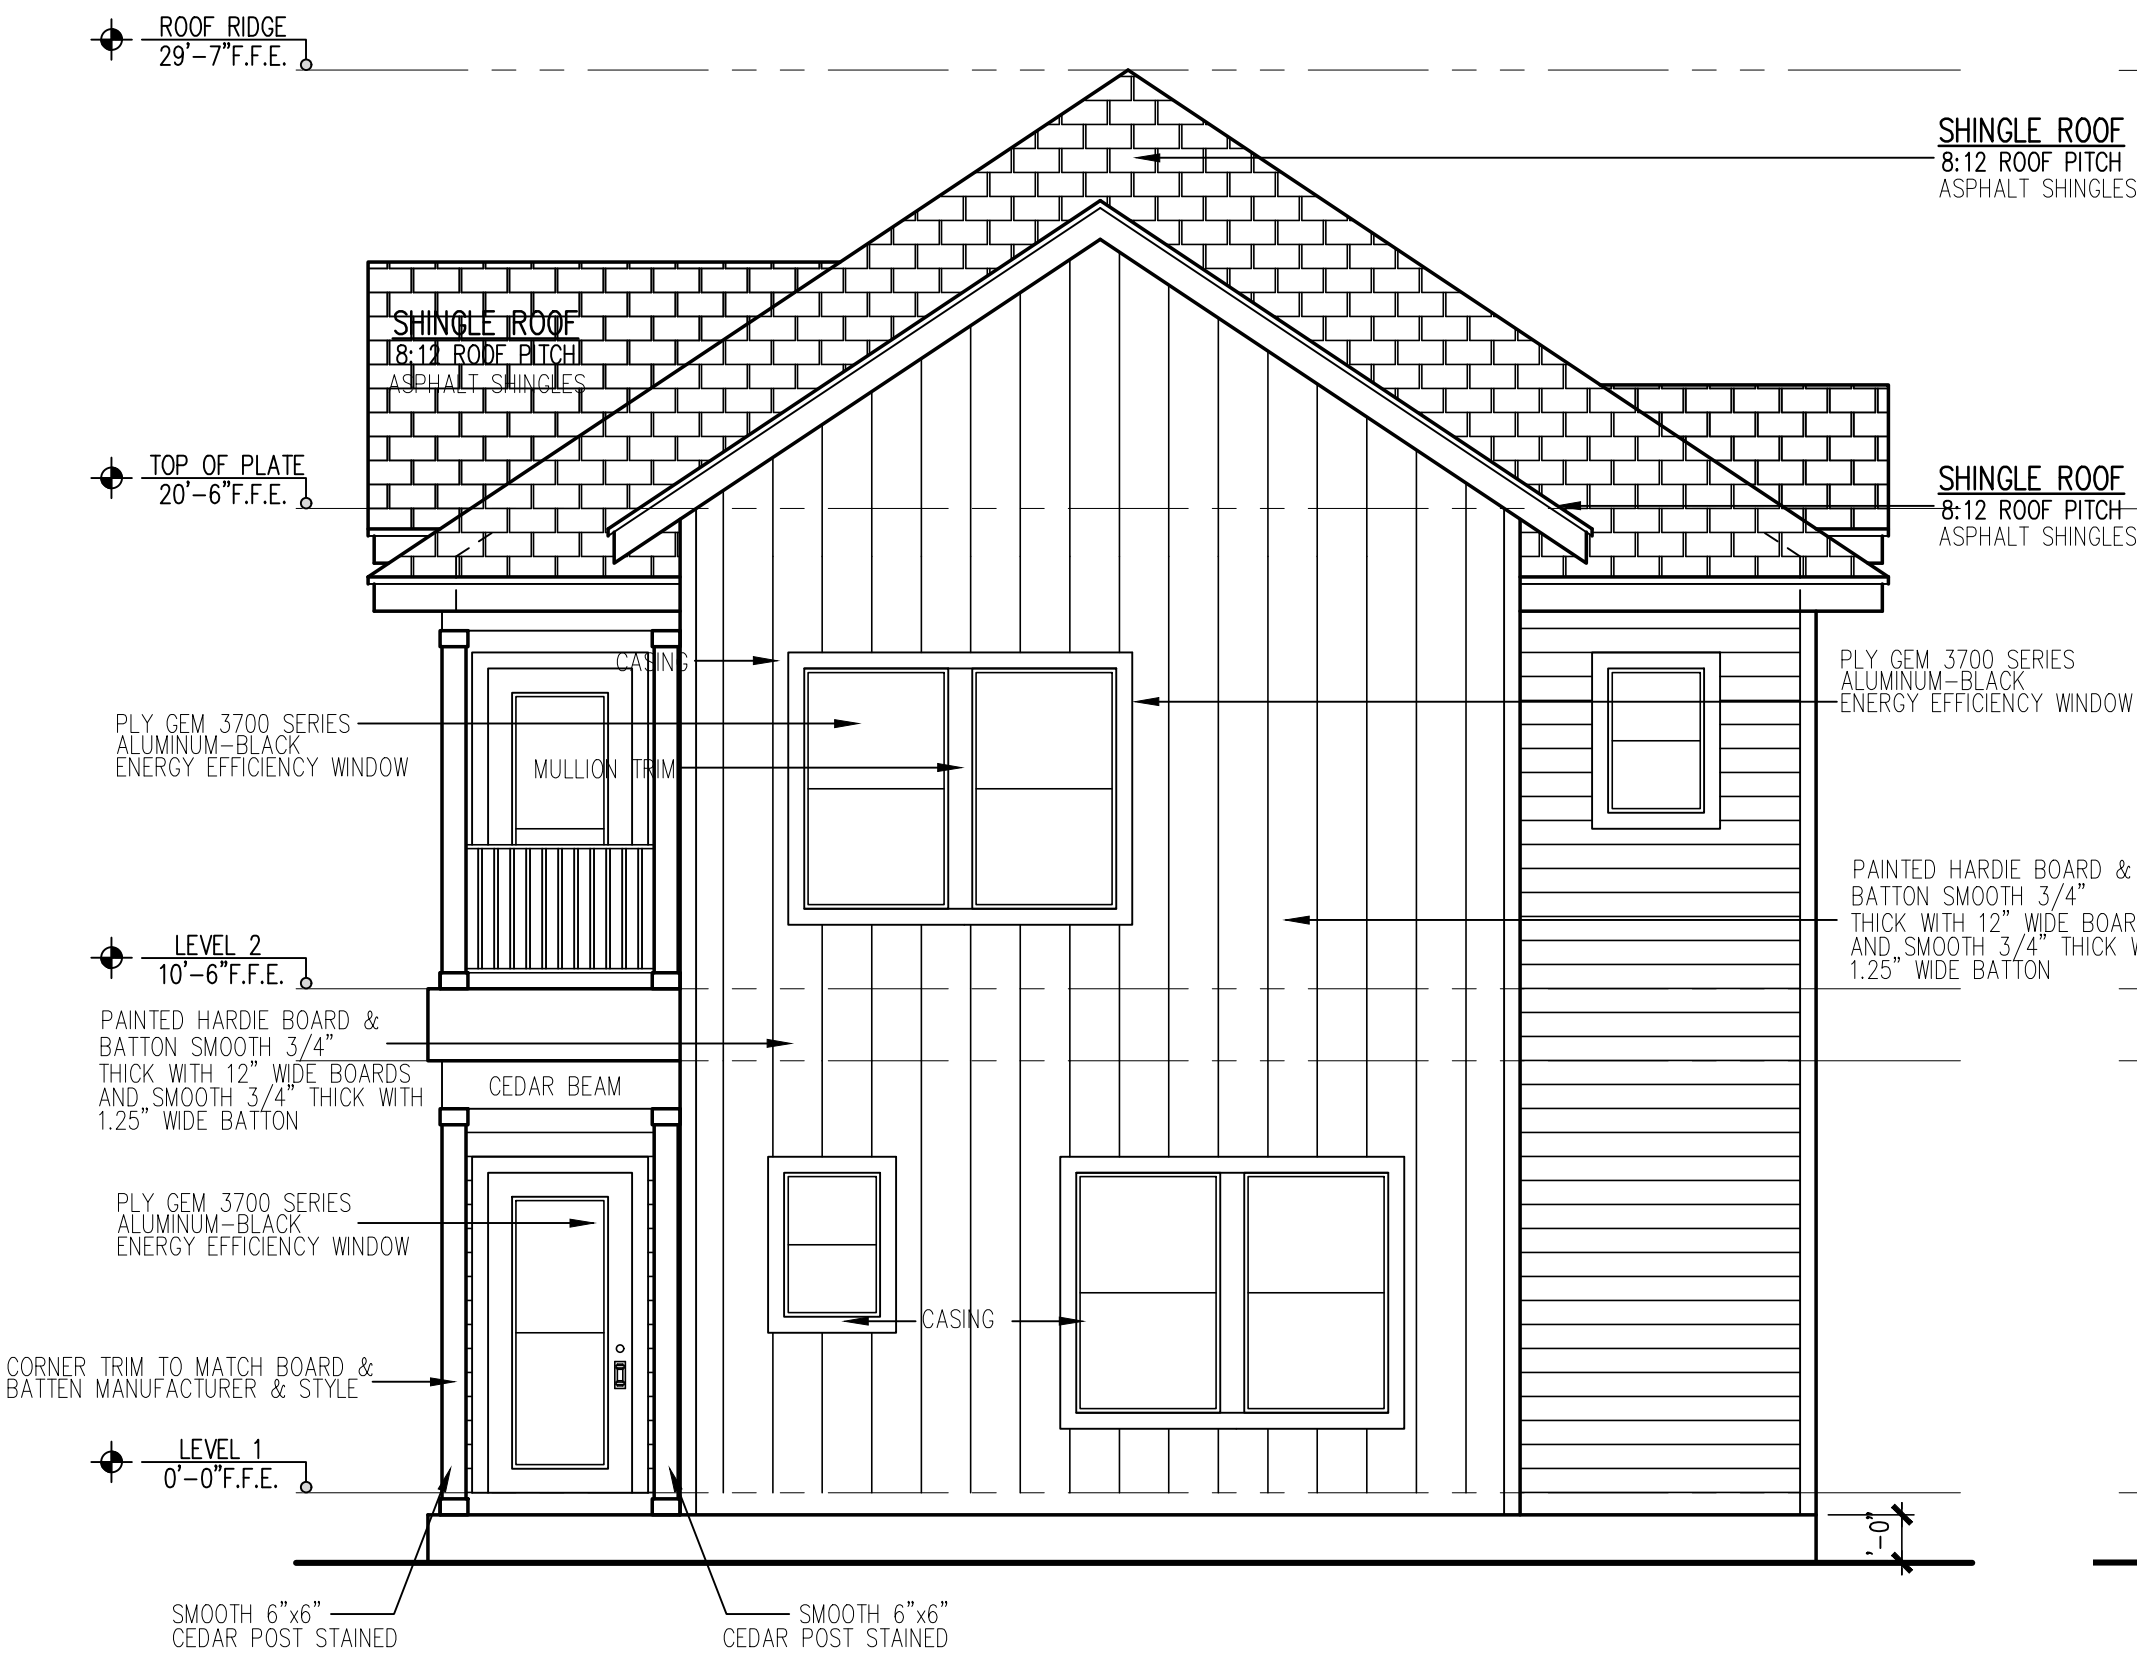 ROOF RIDGE
29'-7"F.F.E.
SHINGLE ROOF
8:12 ROOF PITCH
ASPHALT SHINGLES
SHINGLE ROOF
8:12 ROOF PITCH
ASPHALT SHINGLES
TOP OF PLATE
20'-6"F.F.E.
SHINGLE ROOF
8:12 ROOF PITCH
ASPHALT SHINGLES
CASING
PLY GEM 3700 SERIES
ALUMINUM-BLACK
ENERGY EFFICIENCY WINDOW
PLY GEM 3700 SERIES
ALUMINUM-BLACK
ENERGY EFFICIENCY WINDOW
MULLION TRIM
PAINTED HARDIE BOARD &
BATTON SMOOTH 3/4"
THICK WITH 12" WIDE
AND SMOOTH 3/4" THICK
1.25" WIDE BATTON
LEVEL 2
10'-6"F.F.E.
PAINTED HARDIE BOARD &
BATTON SMOOTH 3/4"
THICK WITH 12" WIDE BOARDS
AND SMOOTH 3/4" THICK WITH
1.25" WIDE BATTON
CEDAR BEAM
PLY GEM 3700 SERIES
ALUMINUM-BLACK
ENERGY EFFICIENCY WINDOW
CASING
CORNER TRIM TO MATCH BOARD &
BATTEN MANUFACTURER & STYLE
LEVEL 1
0'-0"F.F.E.
'-0"
SMOOTH 6"x6"
CEDAR POST STAINED
SMOOTH 6"x6"
CEDAR POST STAINED